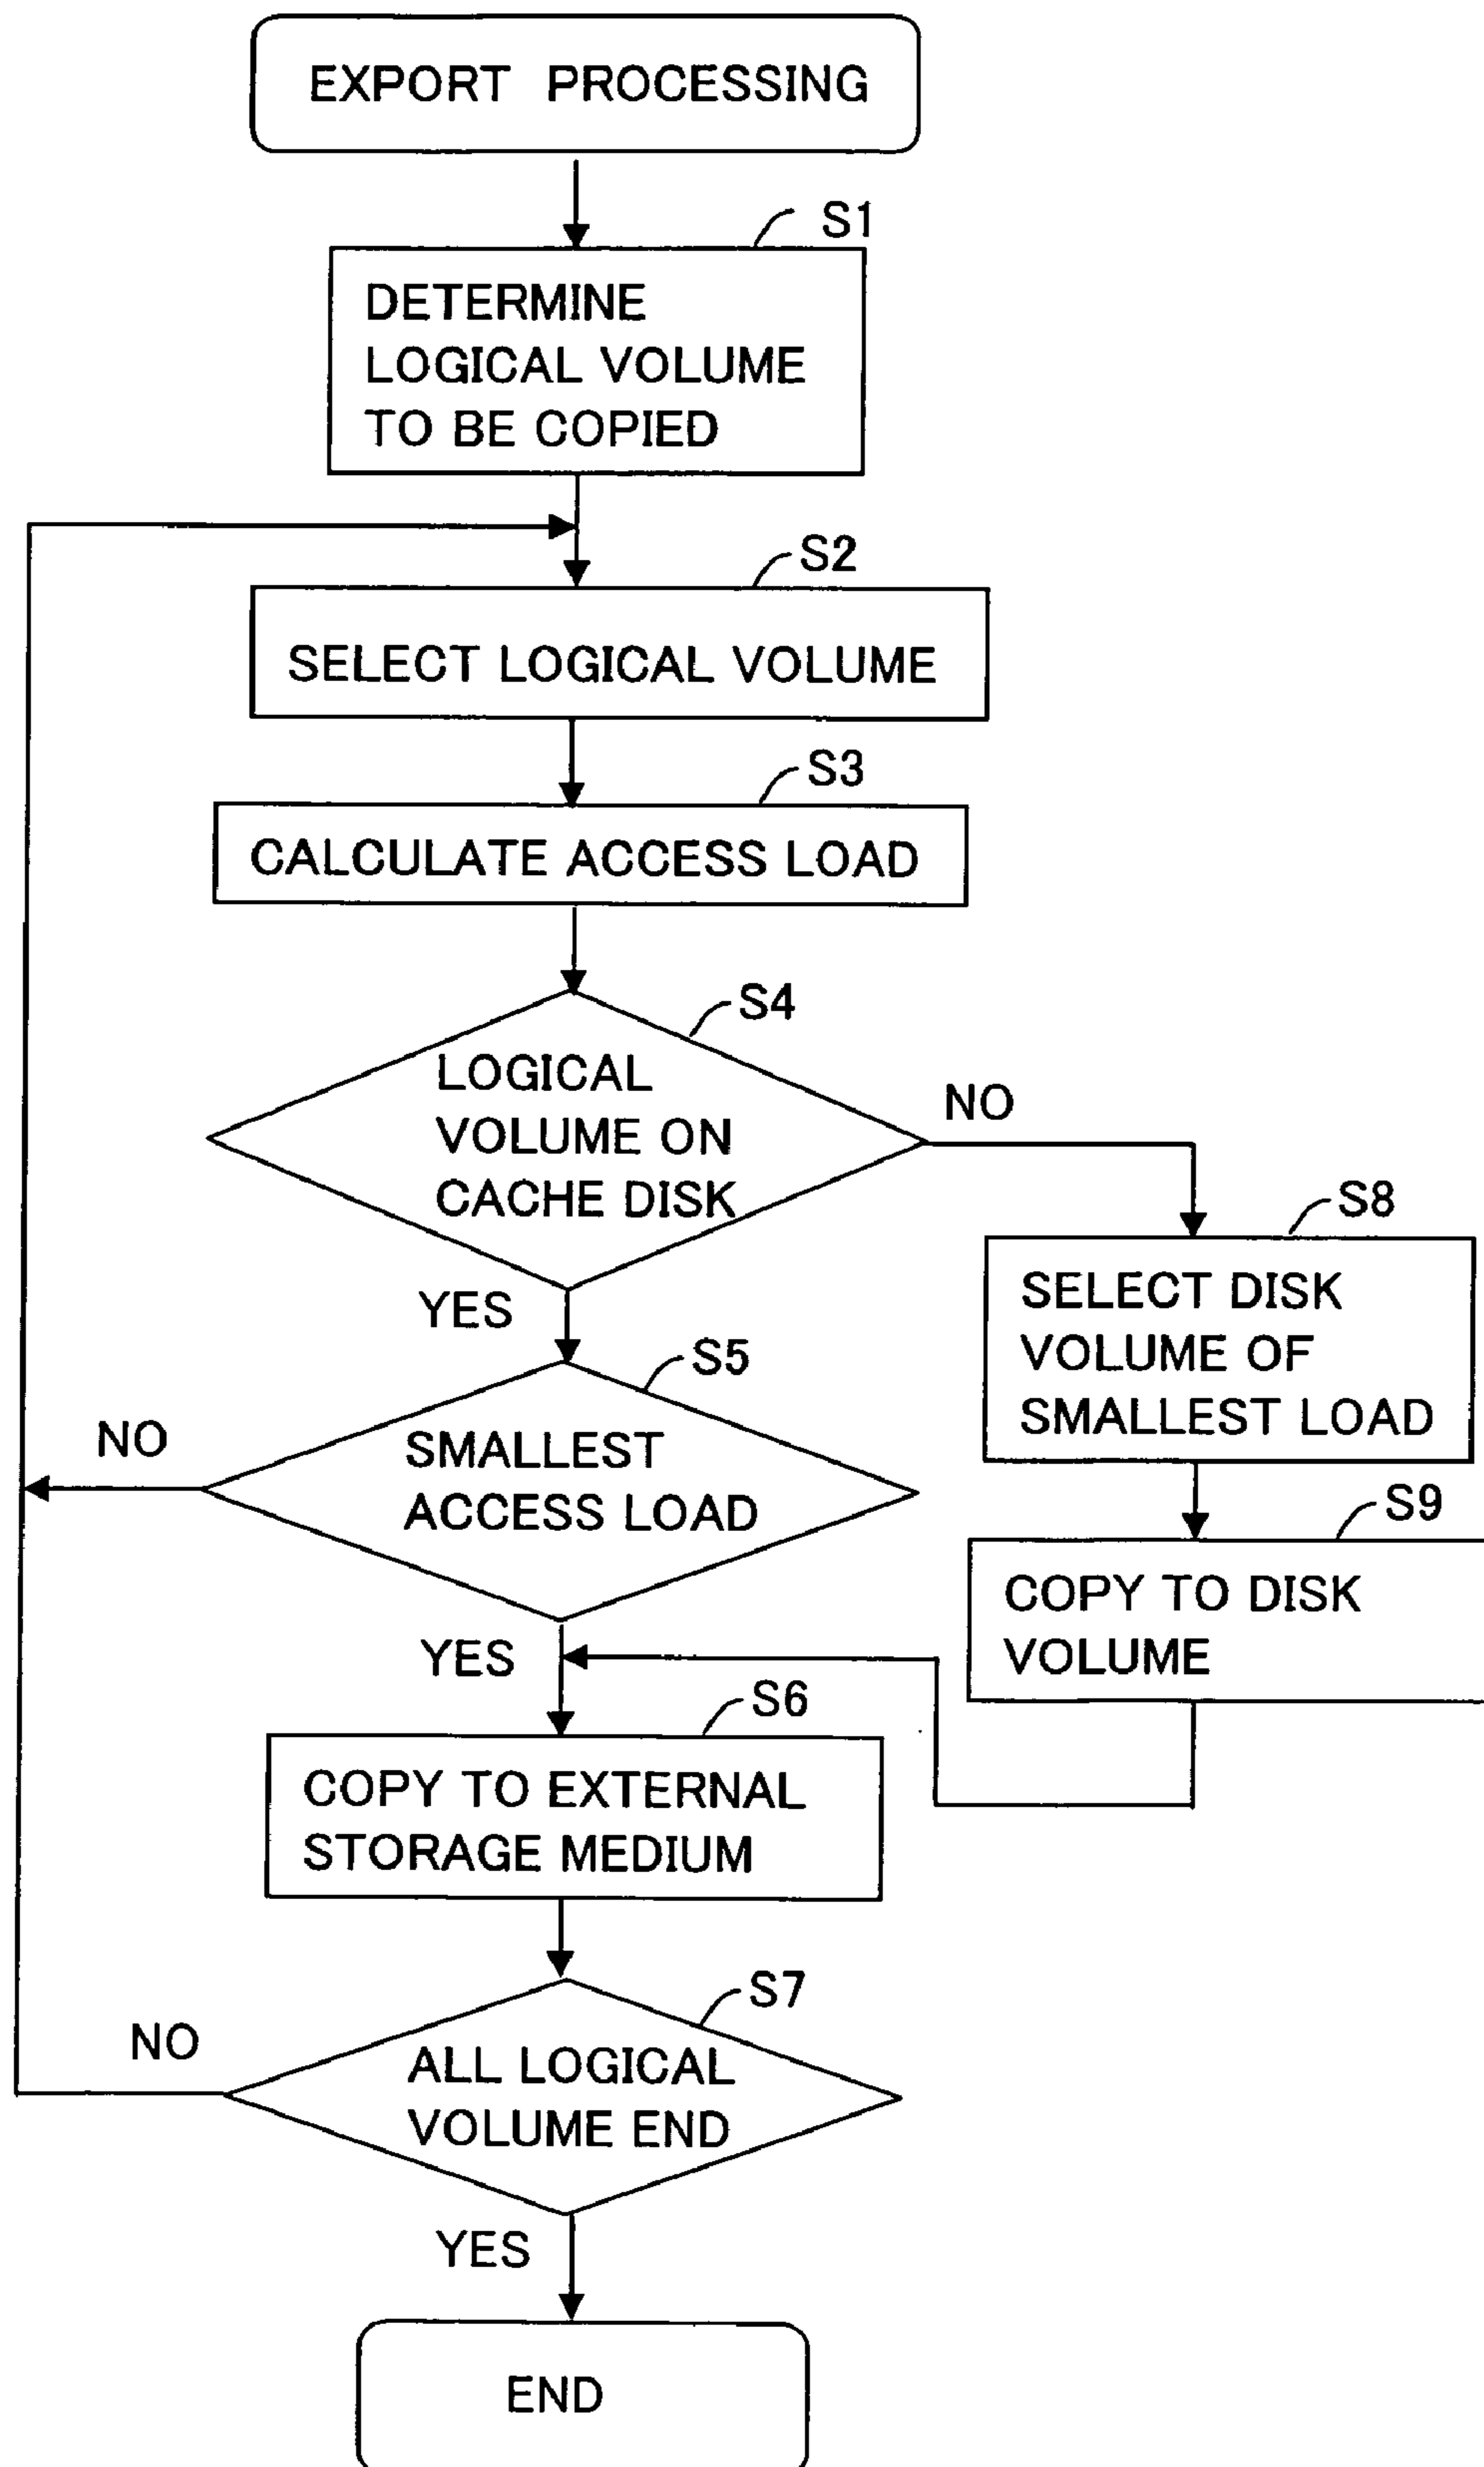 EXPORT PROCESSING
S1
DETERMINE
LOGICAL VOLUME
TO BE COPIED
S2
SELECT LOGICAL VOLUME
S3
CALCULATE ACCESS LOAD
S4
LOGICAL
VOLUME ON
CACHE DISK
NO
YES
S8
SELECT DISK
VOLUME OF
SMALLEST LOAD
S5
SMALLEST
ACCESS LOAD
NO
YES
S9
COPY TO DISK
VOLUME
S6
COPY TO EXTERNAL
STORAGE MEDIUM
S7
ALL LOGICAL
VOLUME END
NO
YES
END